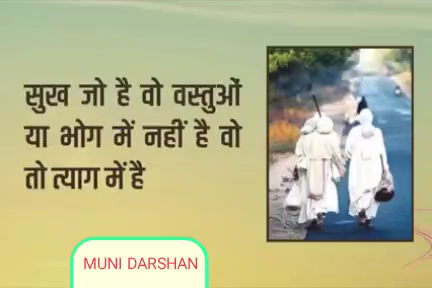 सुख जो है वो वस्तुओं
या भोग में नहीं है वो
तो त्याग में है
MUNI DARSHAN